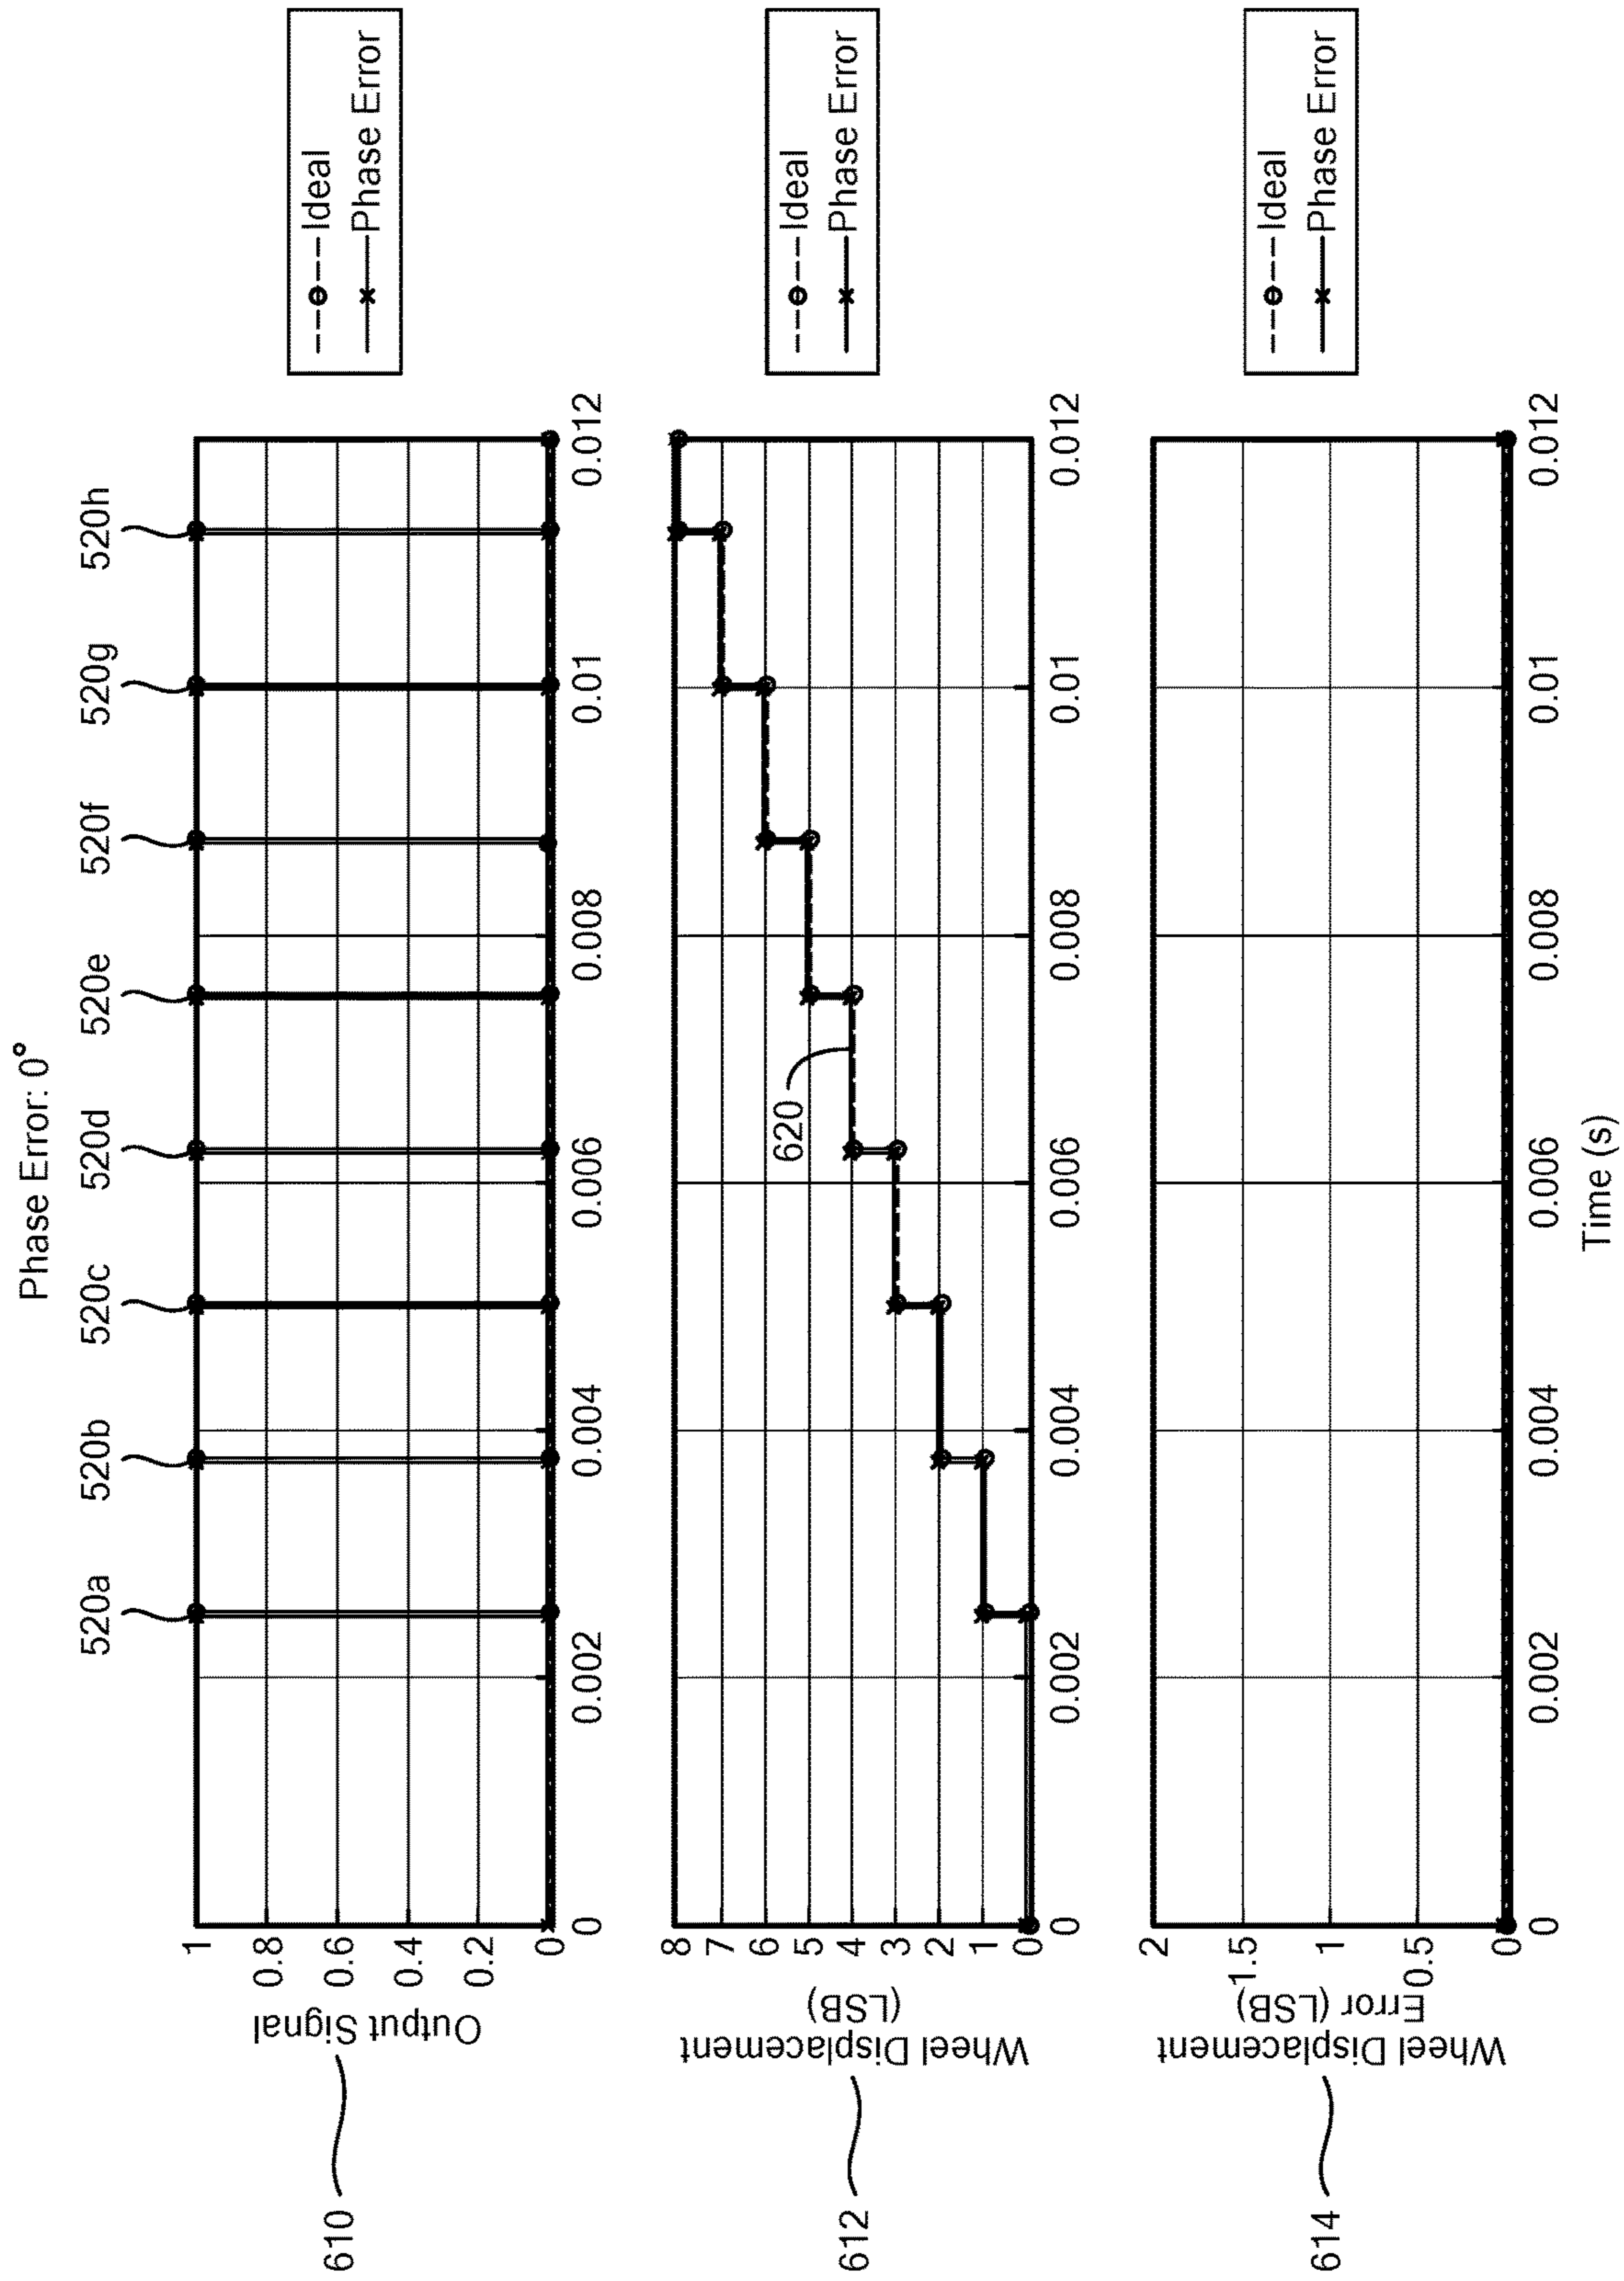 Phase Error: 0°
520a 520b 520c 520d 520e 520f 520g 520h
610
Output Signal
1
0.8
0.6
0.4
0.2
0
0 0.002 0.004 0.006 0.008 0.01 0.012
Ideal
Phase Error
612
Wheel Displacement
(LSB)
8
7
6
5
4
3
2
1
0
620
0 0.002 0.004 0.006 0.008 0.01 0.012
Ideal
Phase Error
614
Wheel Displacement
Error (LSB)
2
1.5
1
0.5
0
0 0.002 0.004 0.006 0.008 0.01 0.012
Time (s)
Ideal
Phase Error